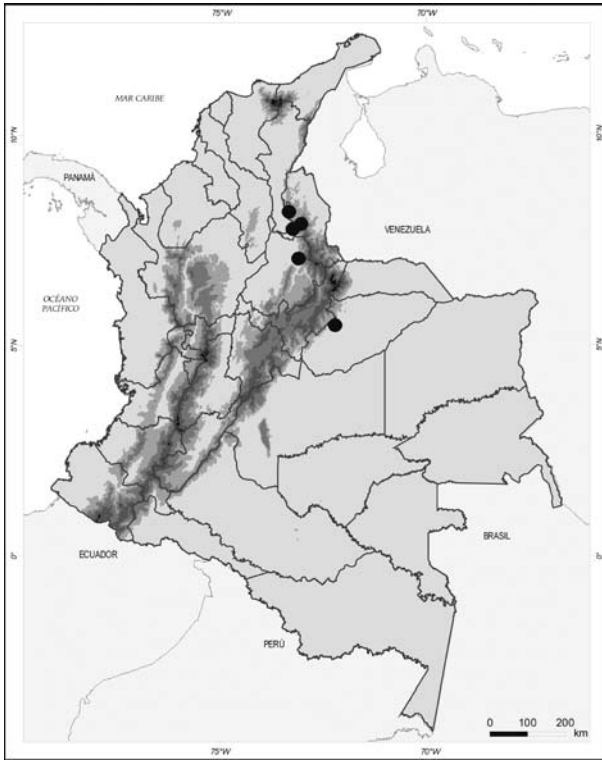 75°W
70°W
MAR CARIBE
10°N
10°N
PANAMÁ
VENEZUELA
OCÉANO
PACÍFICO
5°N
5°N
0°
0°
ECUADOR
BRASIL
PERÚ
0 100 200
km
75°W
70°W